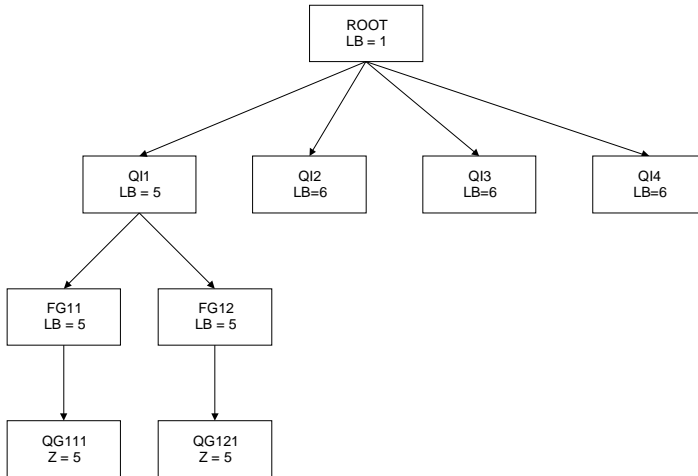 ROOT
LB = 1
QI1
LB = 5
QI2
LB=6
QI3
LB=6
QI4
LB=6
FG11
LB = 5
FG12
LB = 5
QG111
Z = 5
QG121
Z = 5